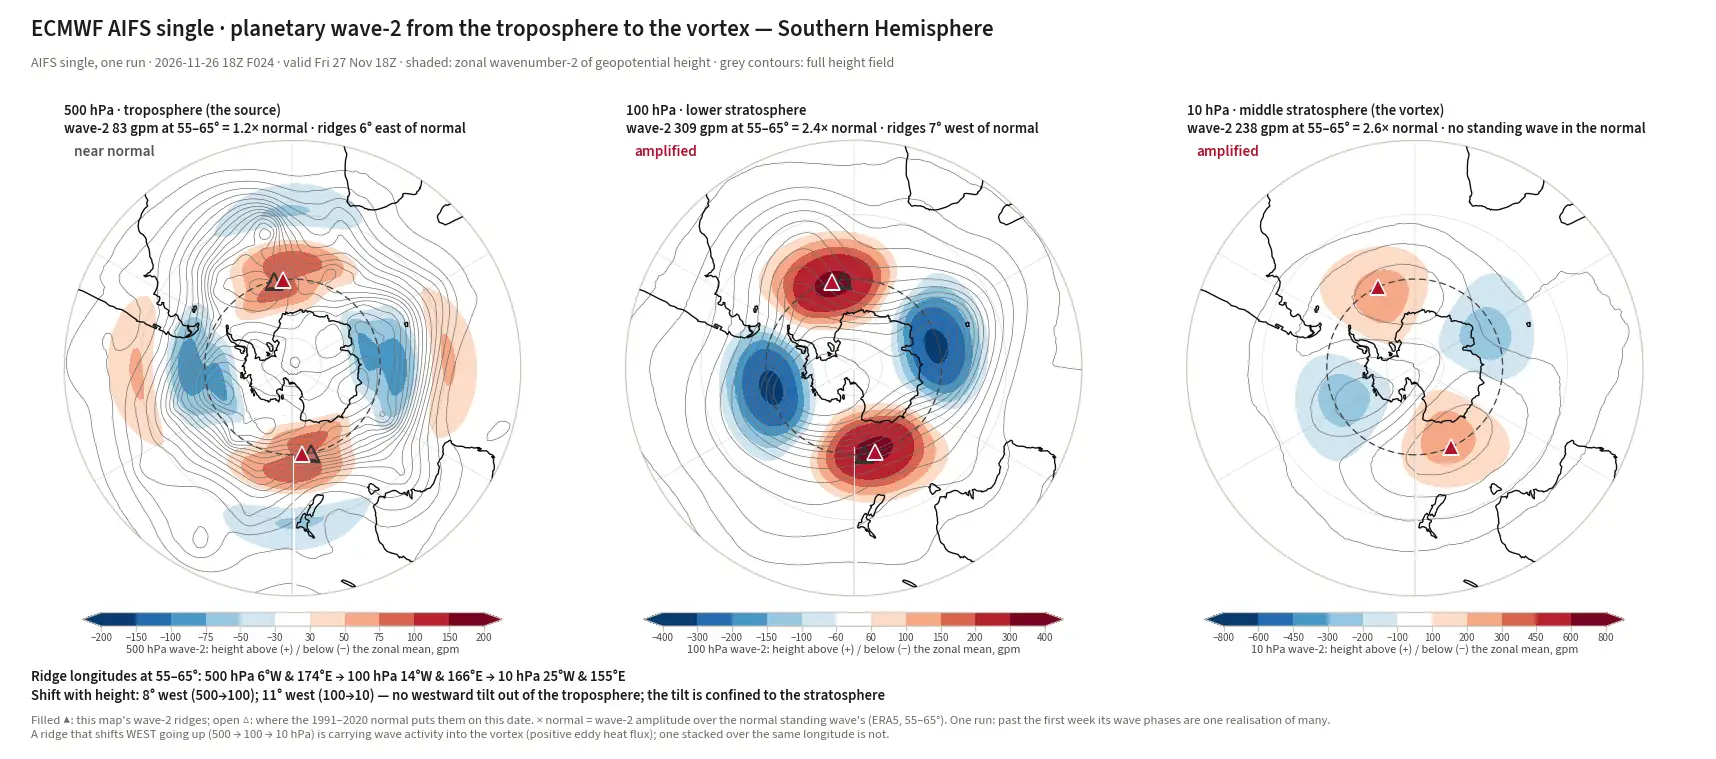 ECMWF AIFS single · planetary wave-2 from the troposphere to the vortex — Southern Hemisphere
AIFS single, one run · 2026-11-26 18Z F024 · valid Fri 27 Nov 18Z · shaded: zonal wavenumber-2 of geopotential height · grey contours: full height field
500 hPa · troposphere (the source)
wave-2 83 gpm at 55–65° = 1.2× normal · ridges 6° east of normal
near normal
100 hPa · lower stratosphere
wave-2 309 gpm at 55–65° = 2.4× normal · ridges 7° west of normal
amplified
10 hPa · middle stratosphere (the vortex)
wave-2 238 gpm at 55–65° = 2.6× normal · no standing wave in the normal
amplified
−200 −150 −100 −75 −50 −30 30 50 75 100 150 200
500 hPa wave-2: height above (+) / below (−) the zonal mean, gpm
−400 −300 −200 −150 −100 −60 60 100 150 200 300 400
100 hPa wave-2: height above (+) / below (−) the zonal mean, gpm
−800 −600 −450 −300 −200 −100 100 200 300 450 600 800
10 hPa wave-2: height above (+) / below (−) the zonal mean, gpm
Ridge longitudes at 55–65°: 500 hPa 6°W & 174°E → 100 hPa 14°W & 166°E → 10 hPa 25°W & 155°E
Shift with height: 8° west (500→100); 11° west (100→10) — no westward tilt out of the troposphere; the tilt is confined to the stratosphere
Filled ▲: this map's wave-2 ridges; open △: where the 1991–2020 normal puts them on this date. × normal = wave-2 amplitude over the normal standing wave's (ERA5, 55–65°). One run: past the first week its wave phases are one realisation of many.
A ridge that shifts WEST going up (500 → 100 → 10 hPa) is carrying wave activity into the vortex (positive eddy heat flux); one stacked over the same longitude is not.